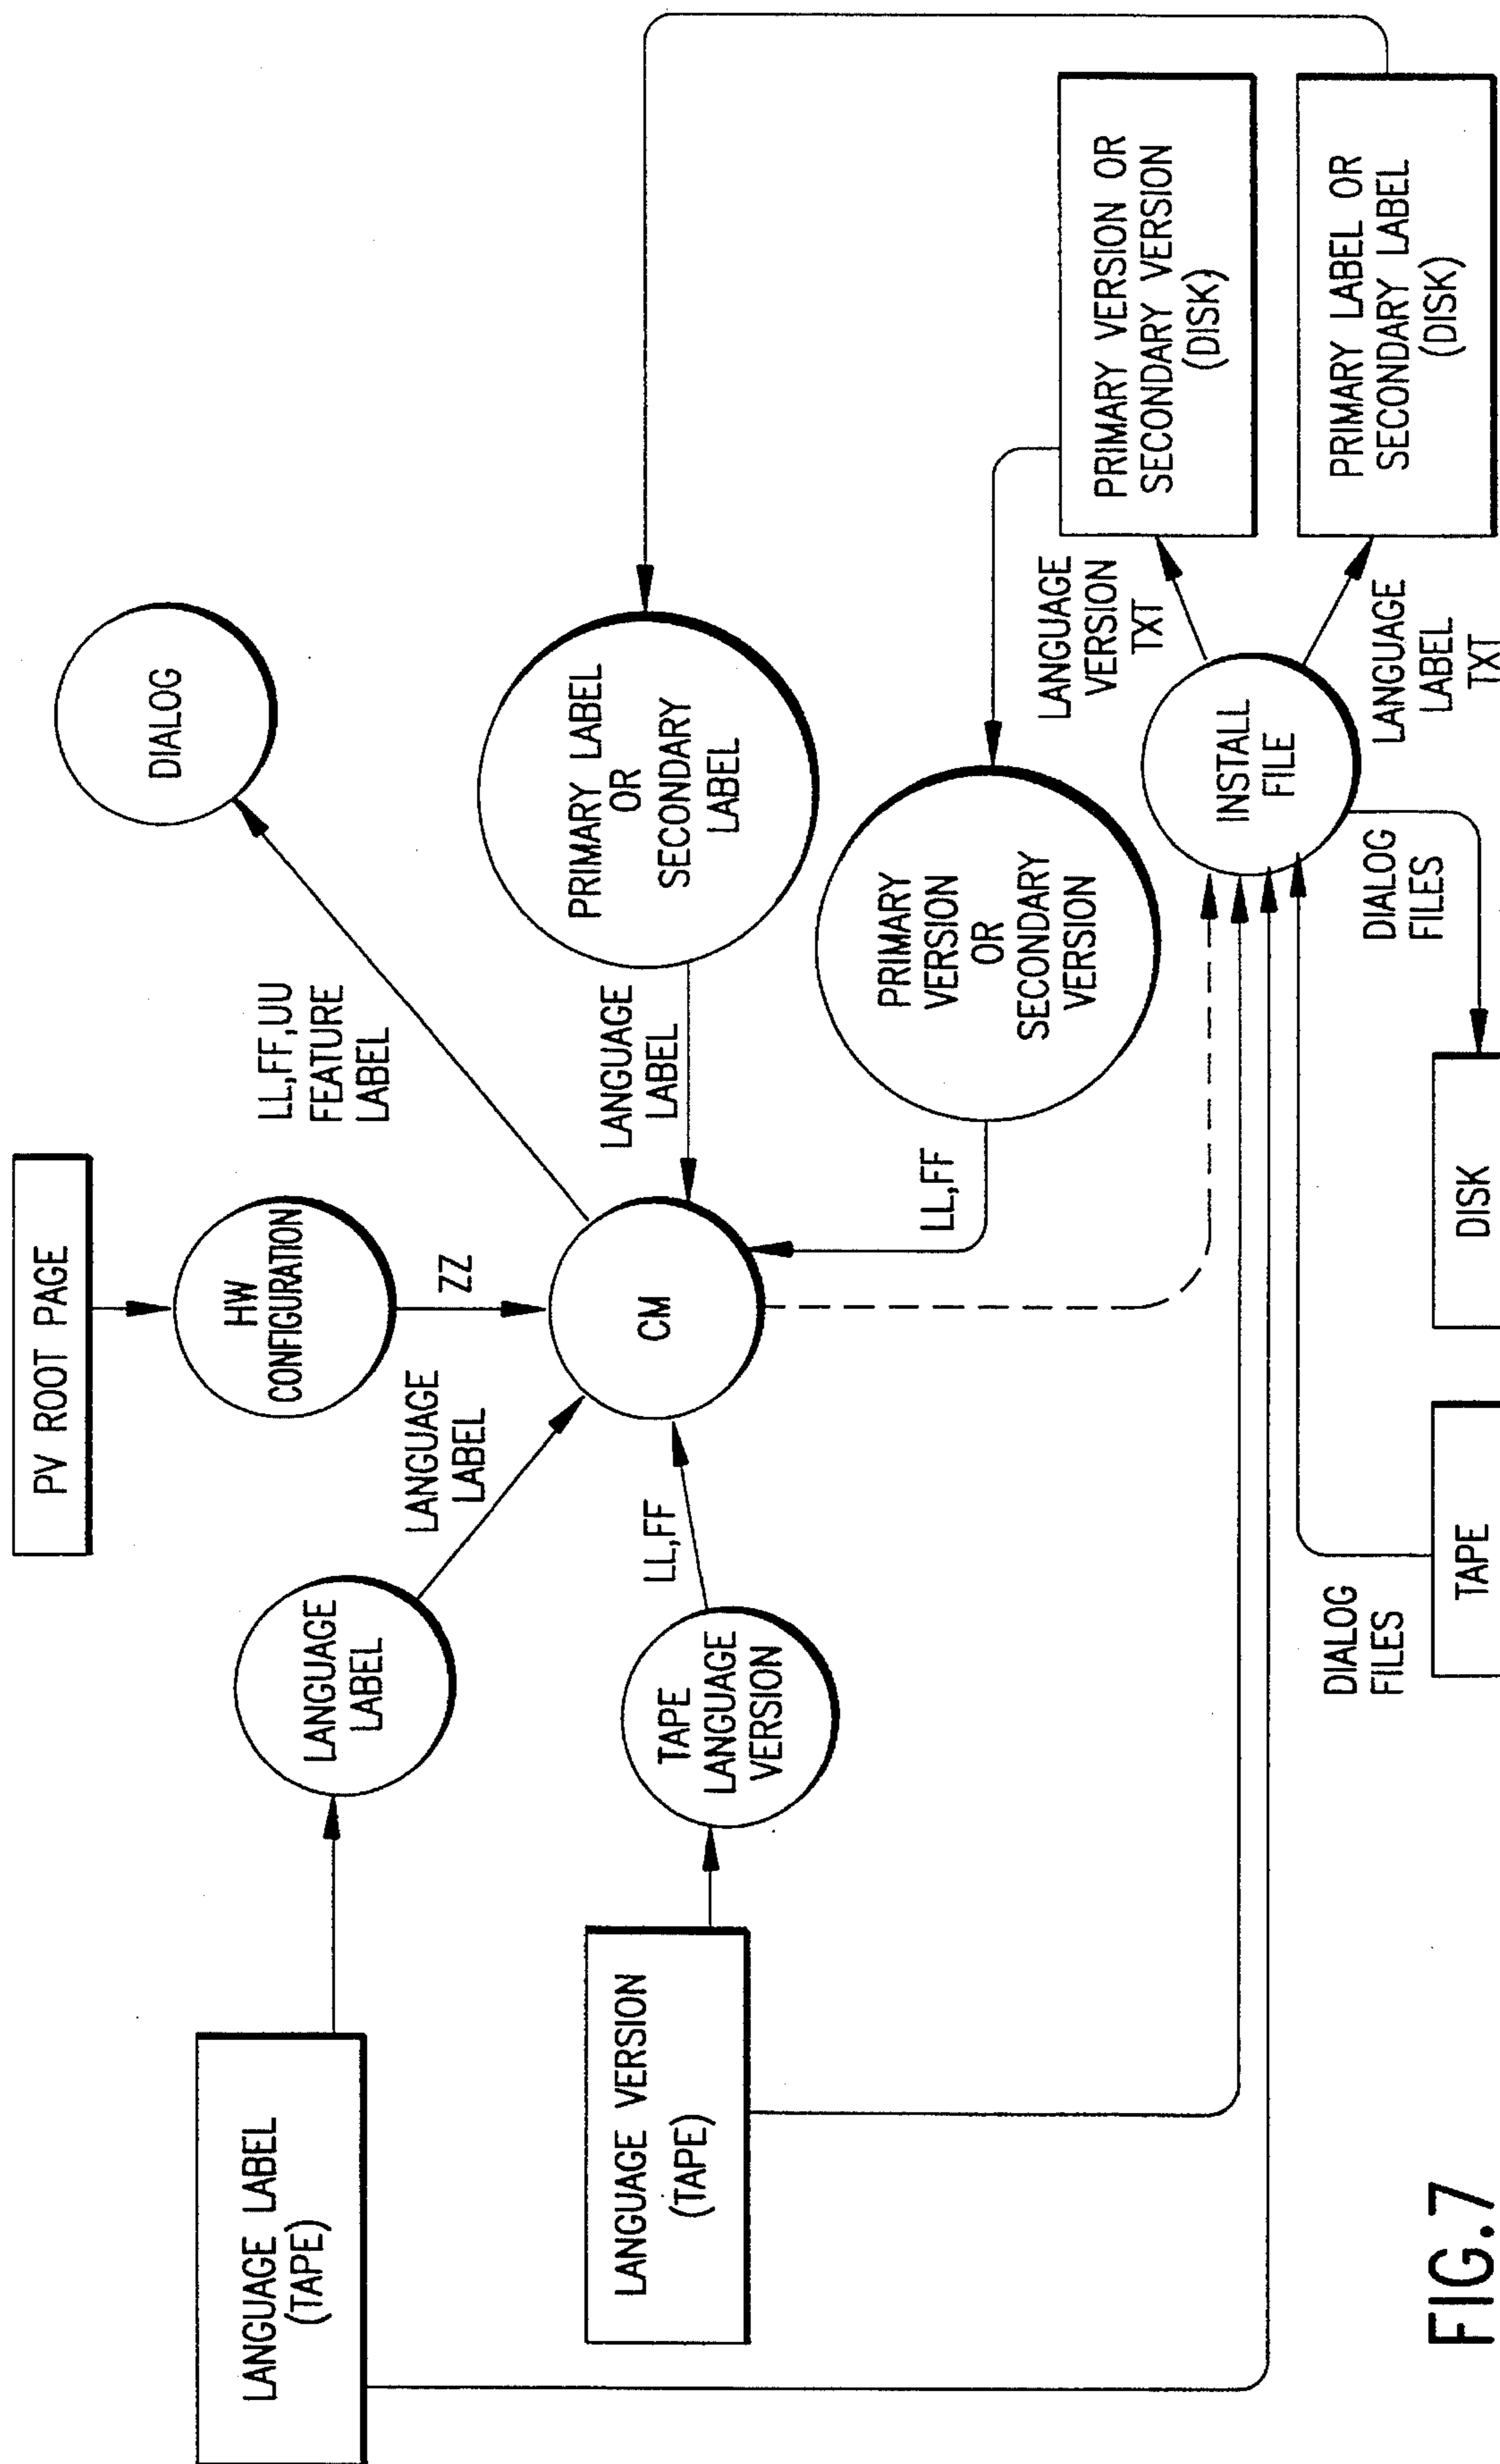 LANGUAGE LABEL
(TAPE)
LANGUAGE
LABEL
LANGUAGE
LABEL
PV ROOT PAGE
HW
CONFIGURATION
ZZ
LL,FF,UU
FEATURE
LABEL
DIALOG
LANGUAGE VERSION
(TAPE)
TAPE
LANGUAGE
VERSION
LL,FF
CM
LANGUAGE
LABEL
PRIMARY LABEL
OR
SECONDARY
LABEL
LL,FF
PRIMARY
VERSION
OR
SECONDARY
VERSION
LANGUAGE
VERSION
TXT
PRIMARY VERSION OR
SECONDARY VERSION
(DISK)
INSTALL
FILE
LANGUAGE
LABEL
TXT
PRIMARY LABEL OR
SECONDARY LABEL
(DISK)
DIALOG
FILES
TAPE
DIALOG
FILES
DISK
FIG.7